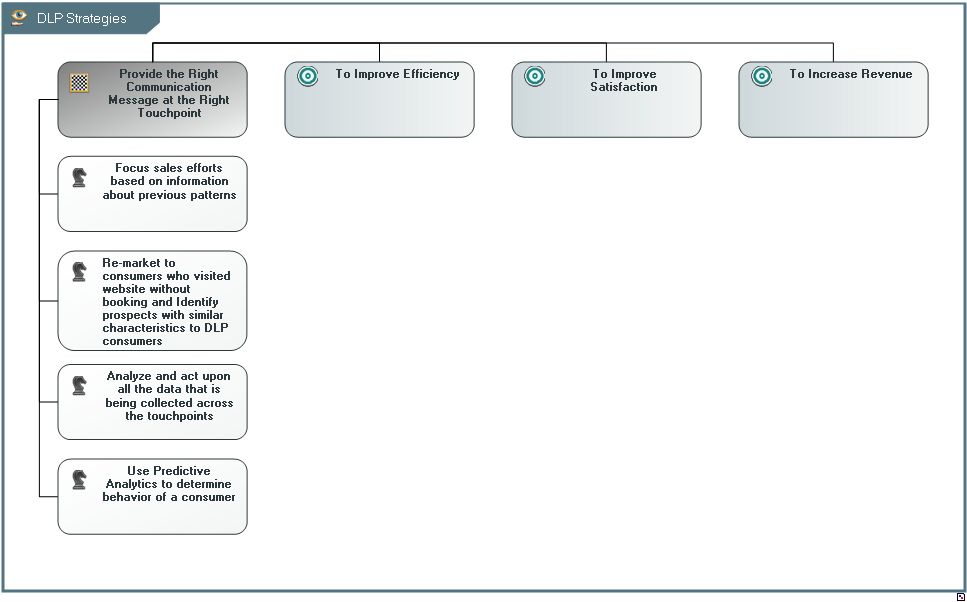 DLP Strategies
Provide the Right
Communication
Message at the Right
Touchpoint
To Improve Efficiency
To Improve
Satisfaction
To Increase Revenue
Focus sales efforts
based on information
about previous patterns
Re-market to
consumers who visited
website without
booking and Identify
prospects with similar
characteristics to DLP
consumers
Analyze and act upon
all the data that is
being collected across
the touchpoints
Use Predictive
Analytics to determine
behavior of a consumer